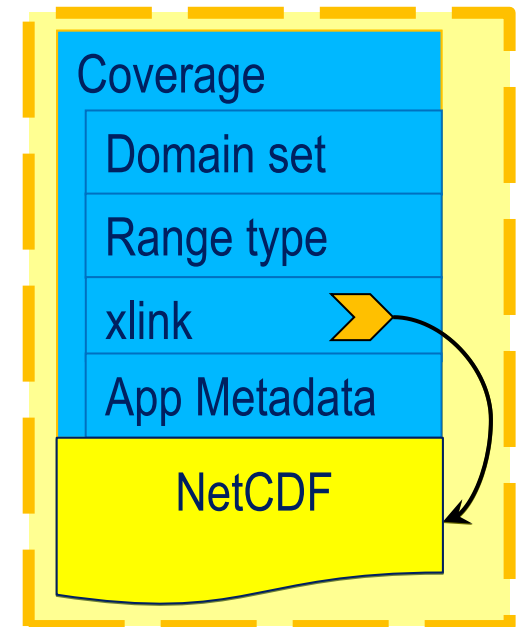 Coverage
Domain set
Range type
xlink
App Metadata
NetCDF